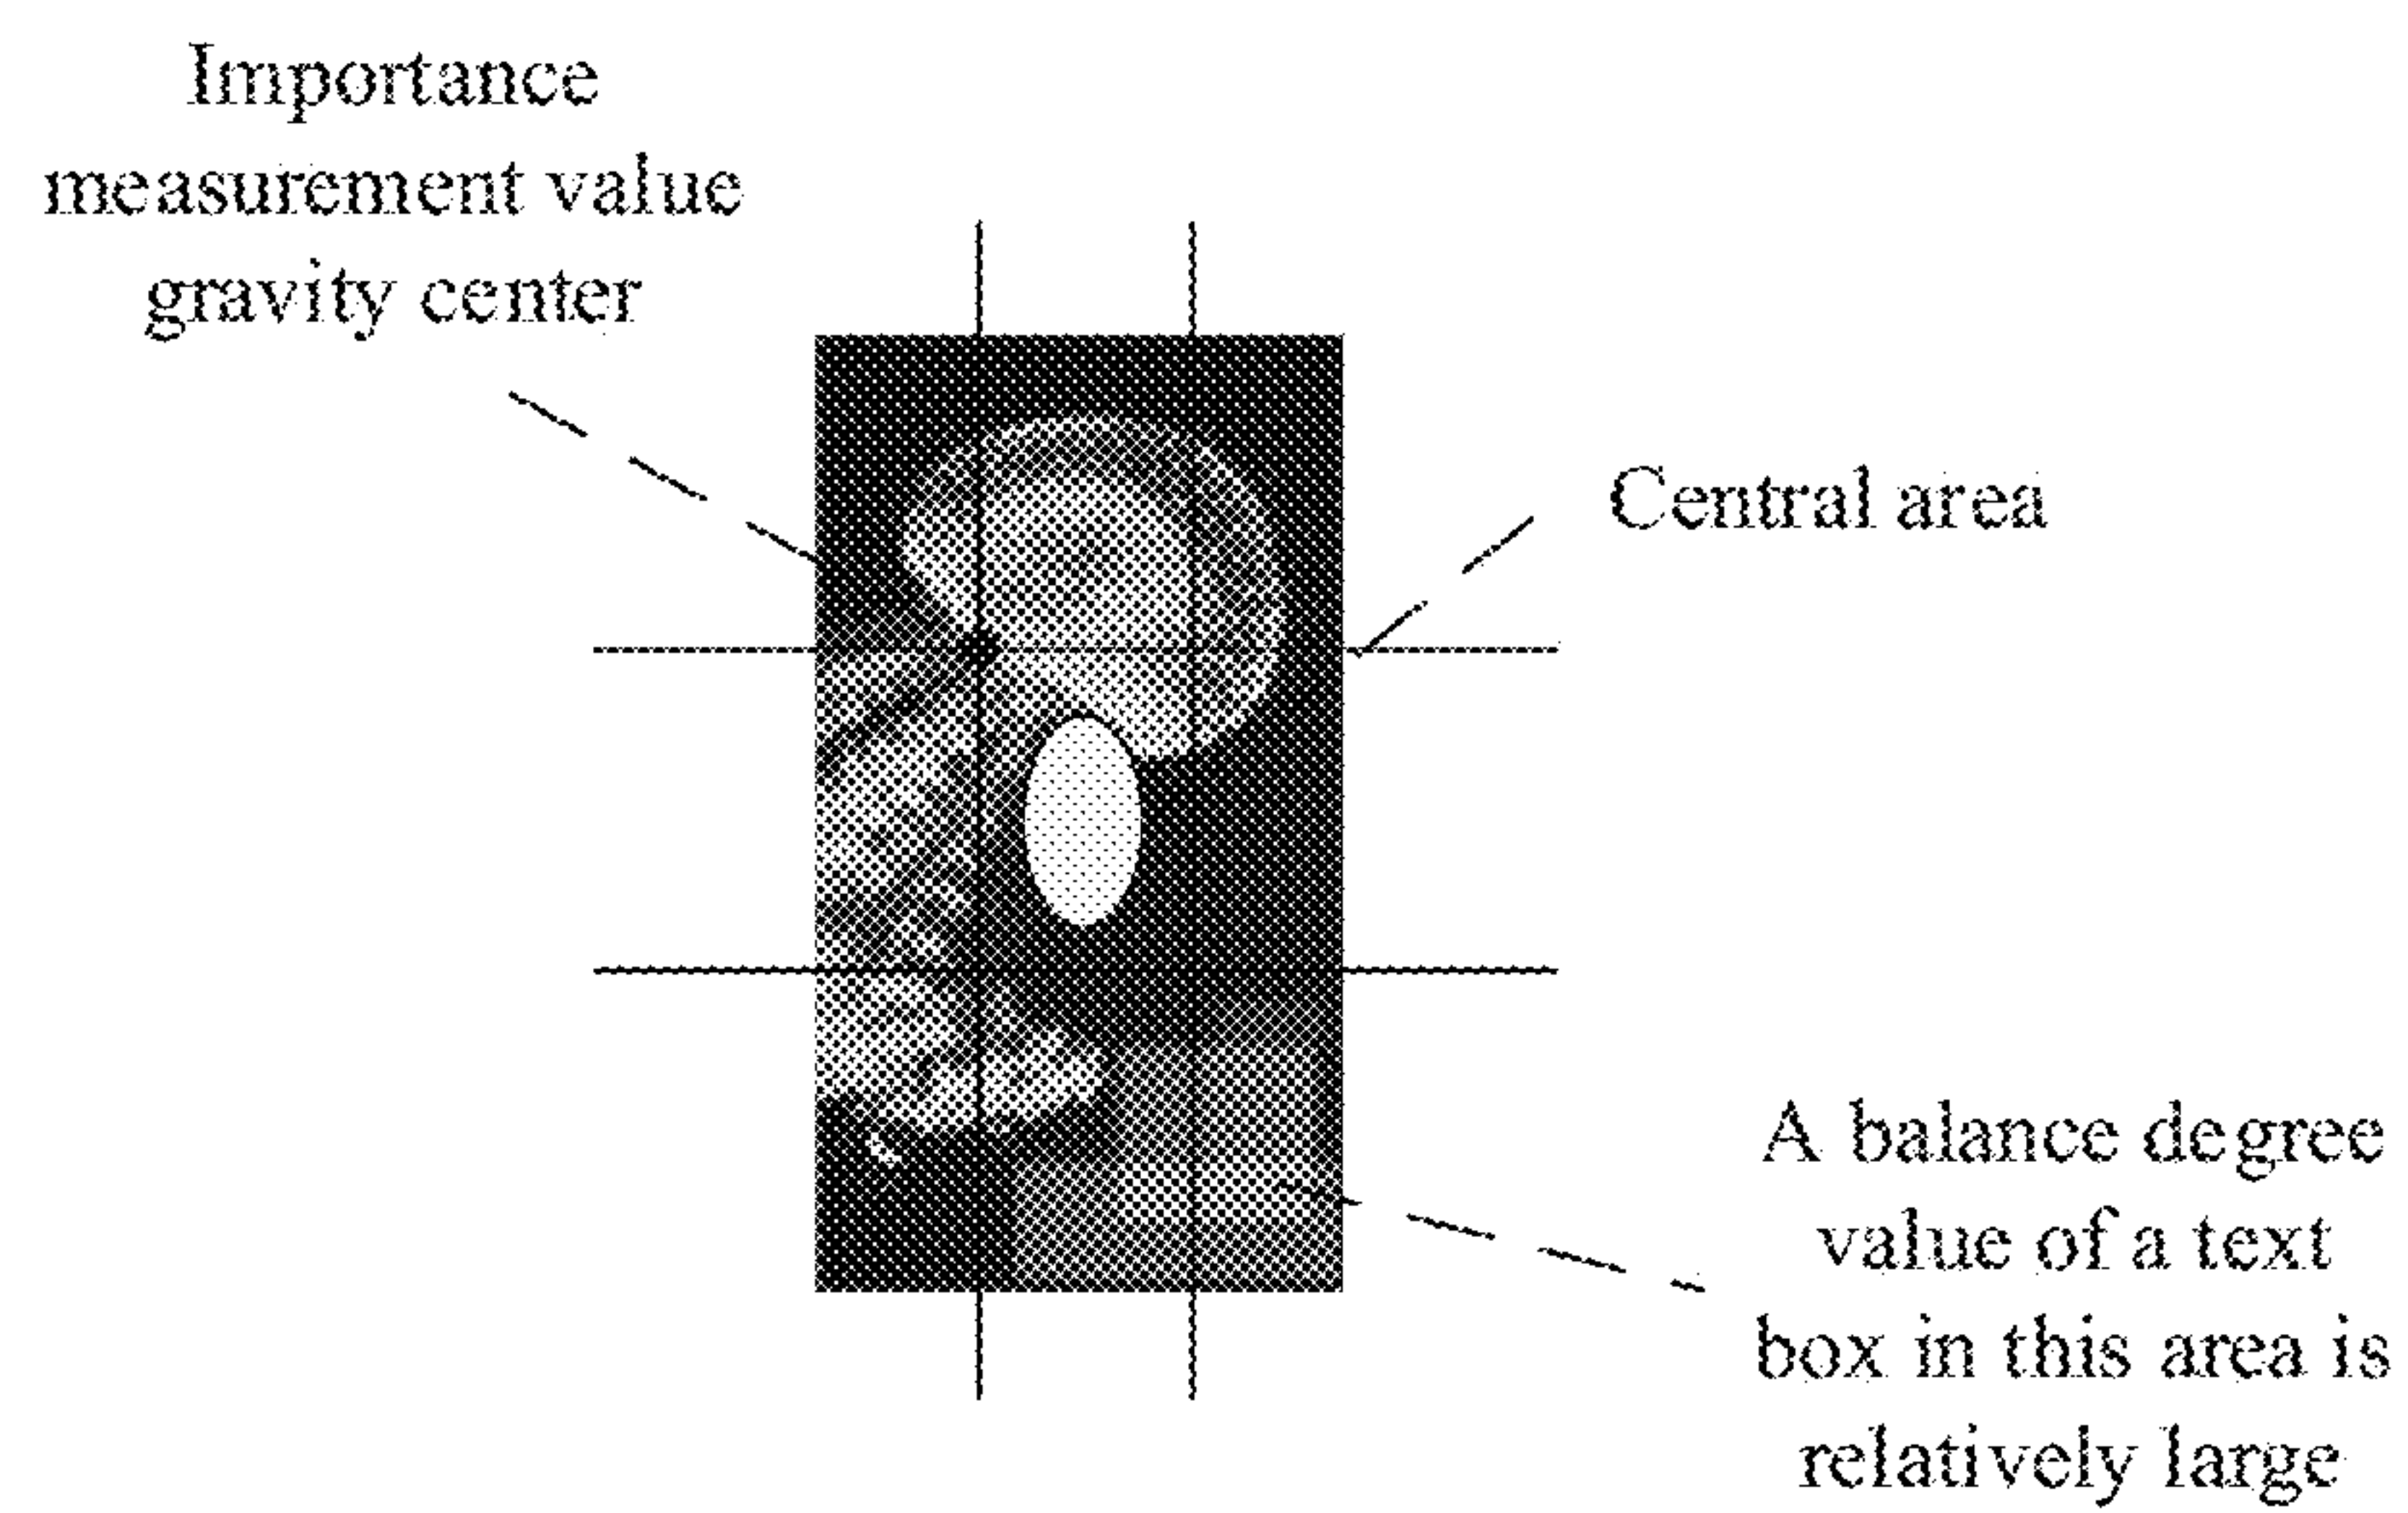 Importance
measurement value
gravity center
Central area
A balance degree
value of a text
box in this area is
relatively large